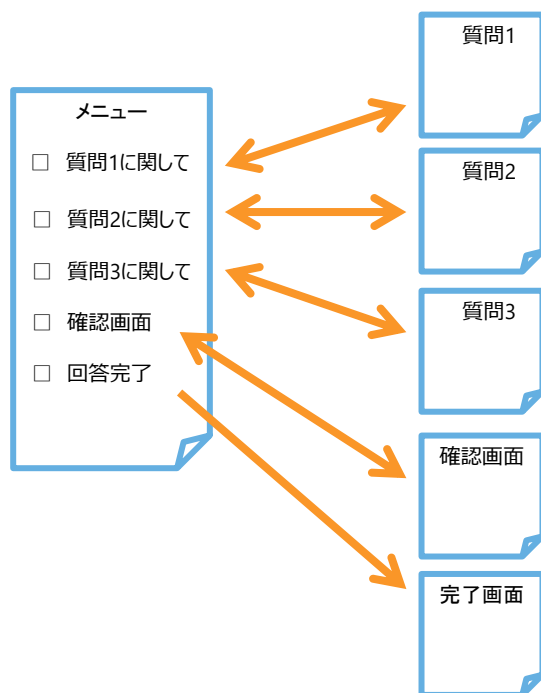 メニュー
□ 質問1に関して
□ 質問2に関して
□ 質問3に関して
□ 確認画面
□ 回答完了
質問1
質問2
質問3
確認画面
完了画面